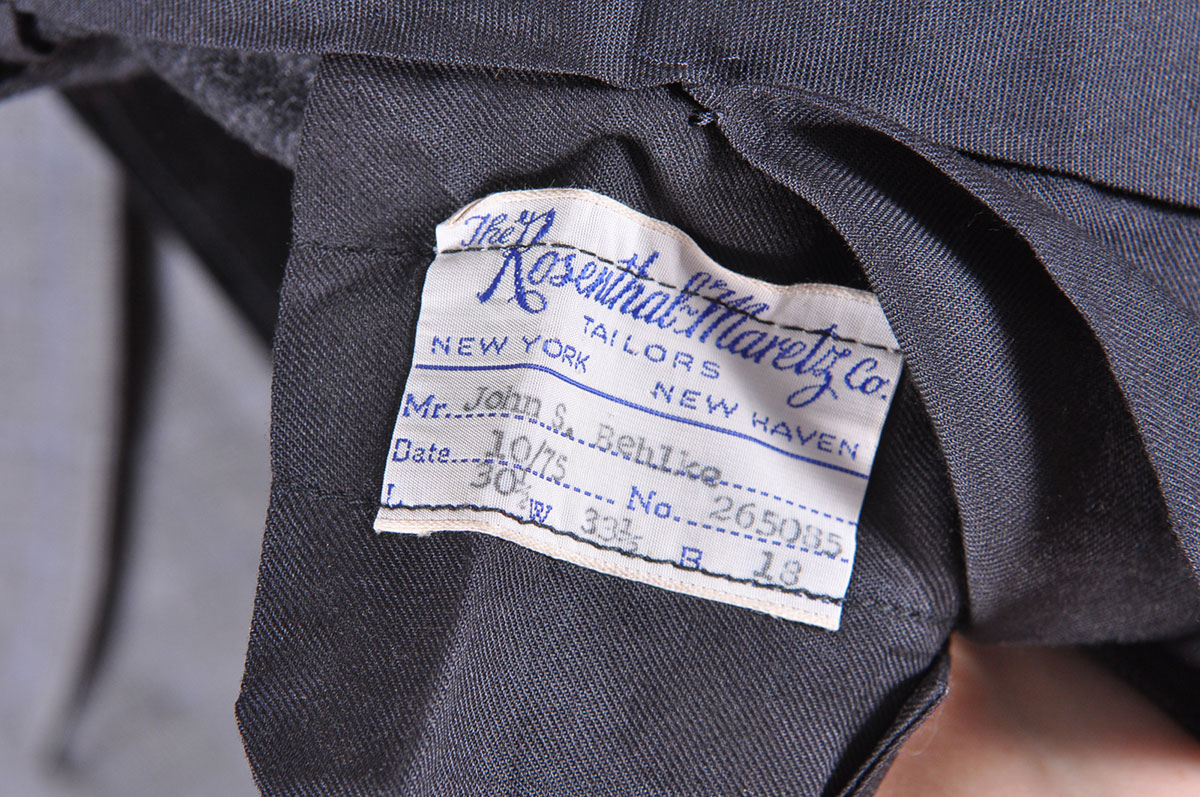 The
Rosenthal-Maretz Co.
TAILORS
NEW YORK NEW HAVEN
Mr. John S. Behlke
Date 10/75 No. 265085
L 30½ W 33½ B 18